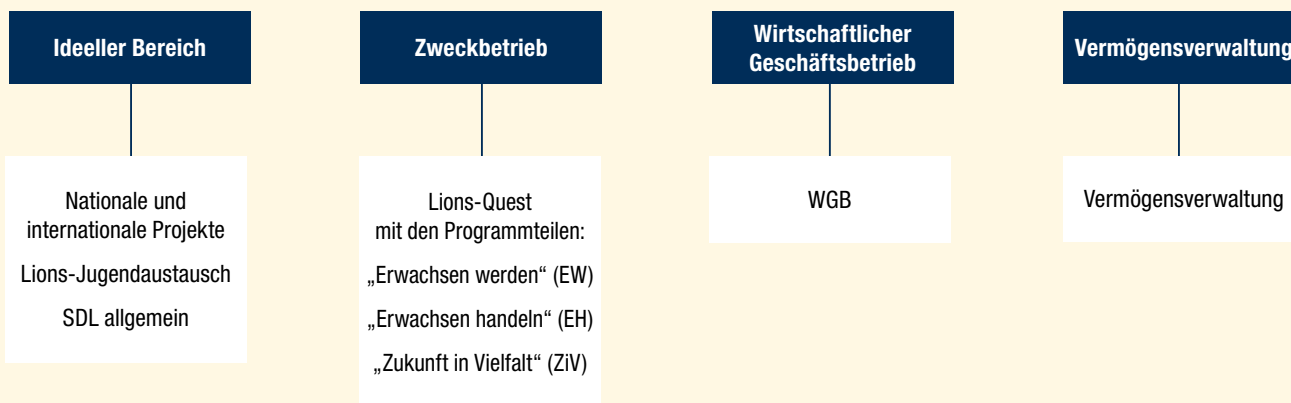 Ideeller Bereich
Nationale und
internationale Projekte
Lions-Jugendaustausch
SDL allgemein
Zweckbetrieb
Lions-Quest
mit den Programmteilen:
„Erwachsen werden“ (EW)
„Erwachsen handeln“ (EH)
„Zukunft in Vielfalt“ (ZiV)
Wirtschaftlicher
Geschäftsbetrieb
WGB
Vermögensverwaltung
Vermögensverwaltung